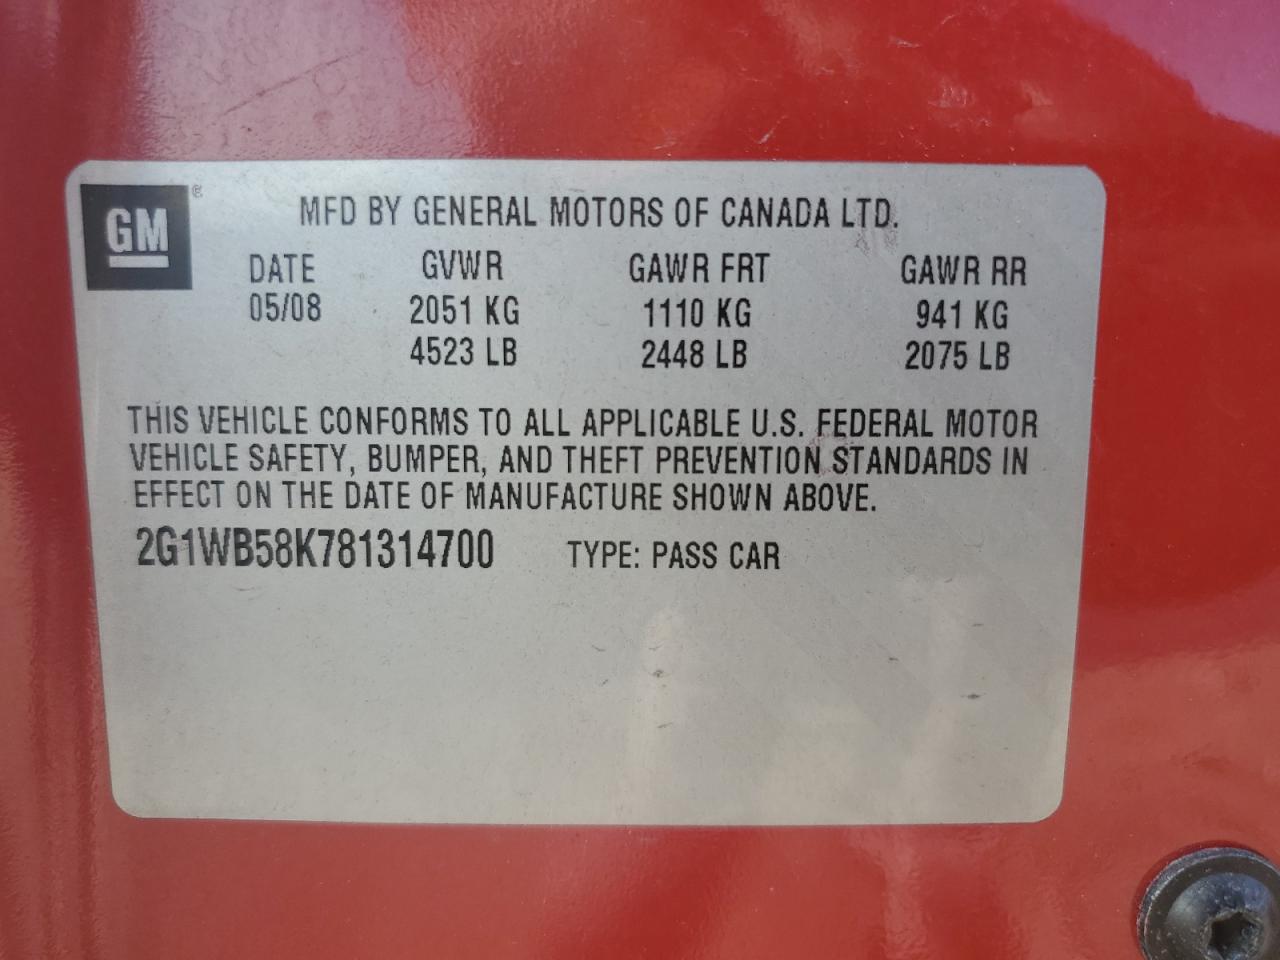 GM ®
MFD BY GENERAL MOTORS OF CANADA LTD.
DATE GVWR GAWR FRT GAWR RR
05/08 2051 KG 1110 KG 941 KG
4523 LB 2448 LB 2075 LB
THIS VEHICLE CONFORMS TO ALL APPLICABLE U.S. FEDERAL MOTOR
VEHICLE SAFETY, BUMPER, AND THEFT PREVENTION STANDARDS IN
EFFECT ON THE DATE OF MANUFACTURE SHOWN ABOVE.
2G1WB58K781314700 TYPE: PASS CAR